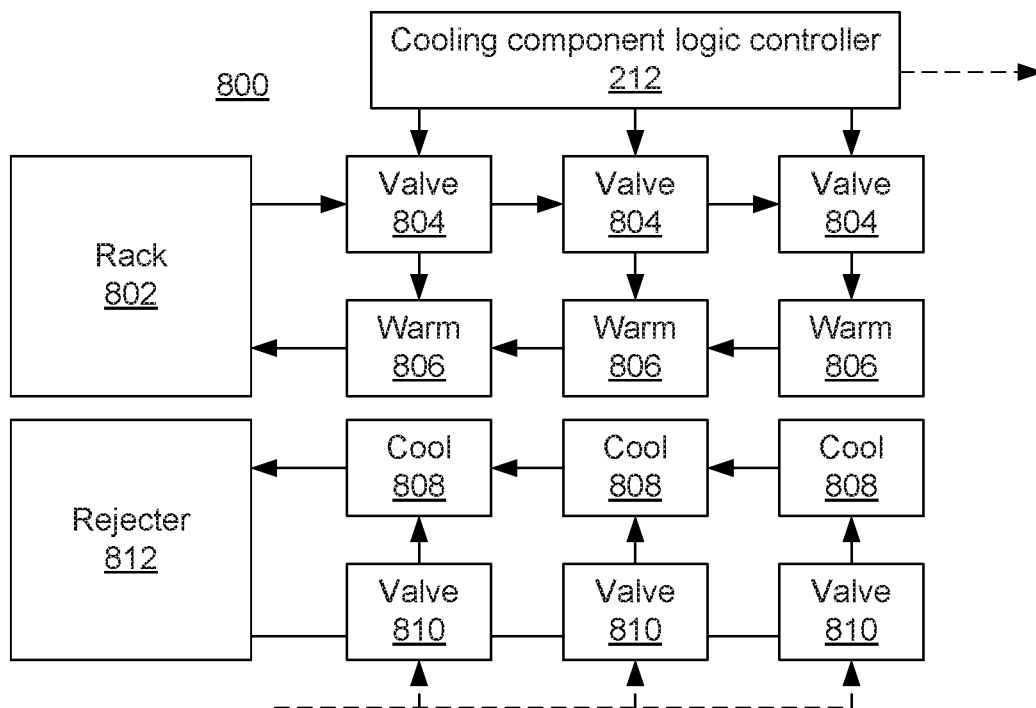 Cooling component logic controller
212
800
Valve
804
Valve
804
Valve
804
Rack
802
Warm
806
Warm
806
Warm
806
Cool
808
Cool
808
Cool
808
Rejecter
812
Valve
810
Valve
810
Valve
810